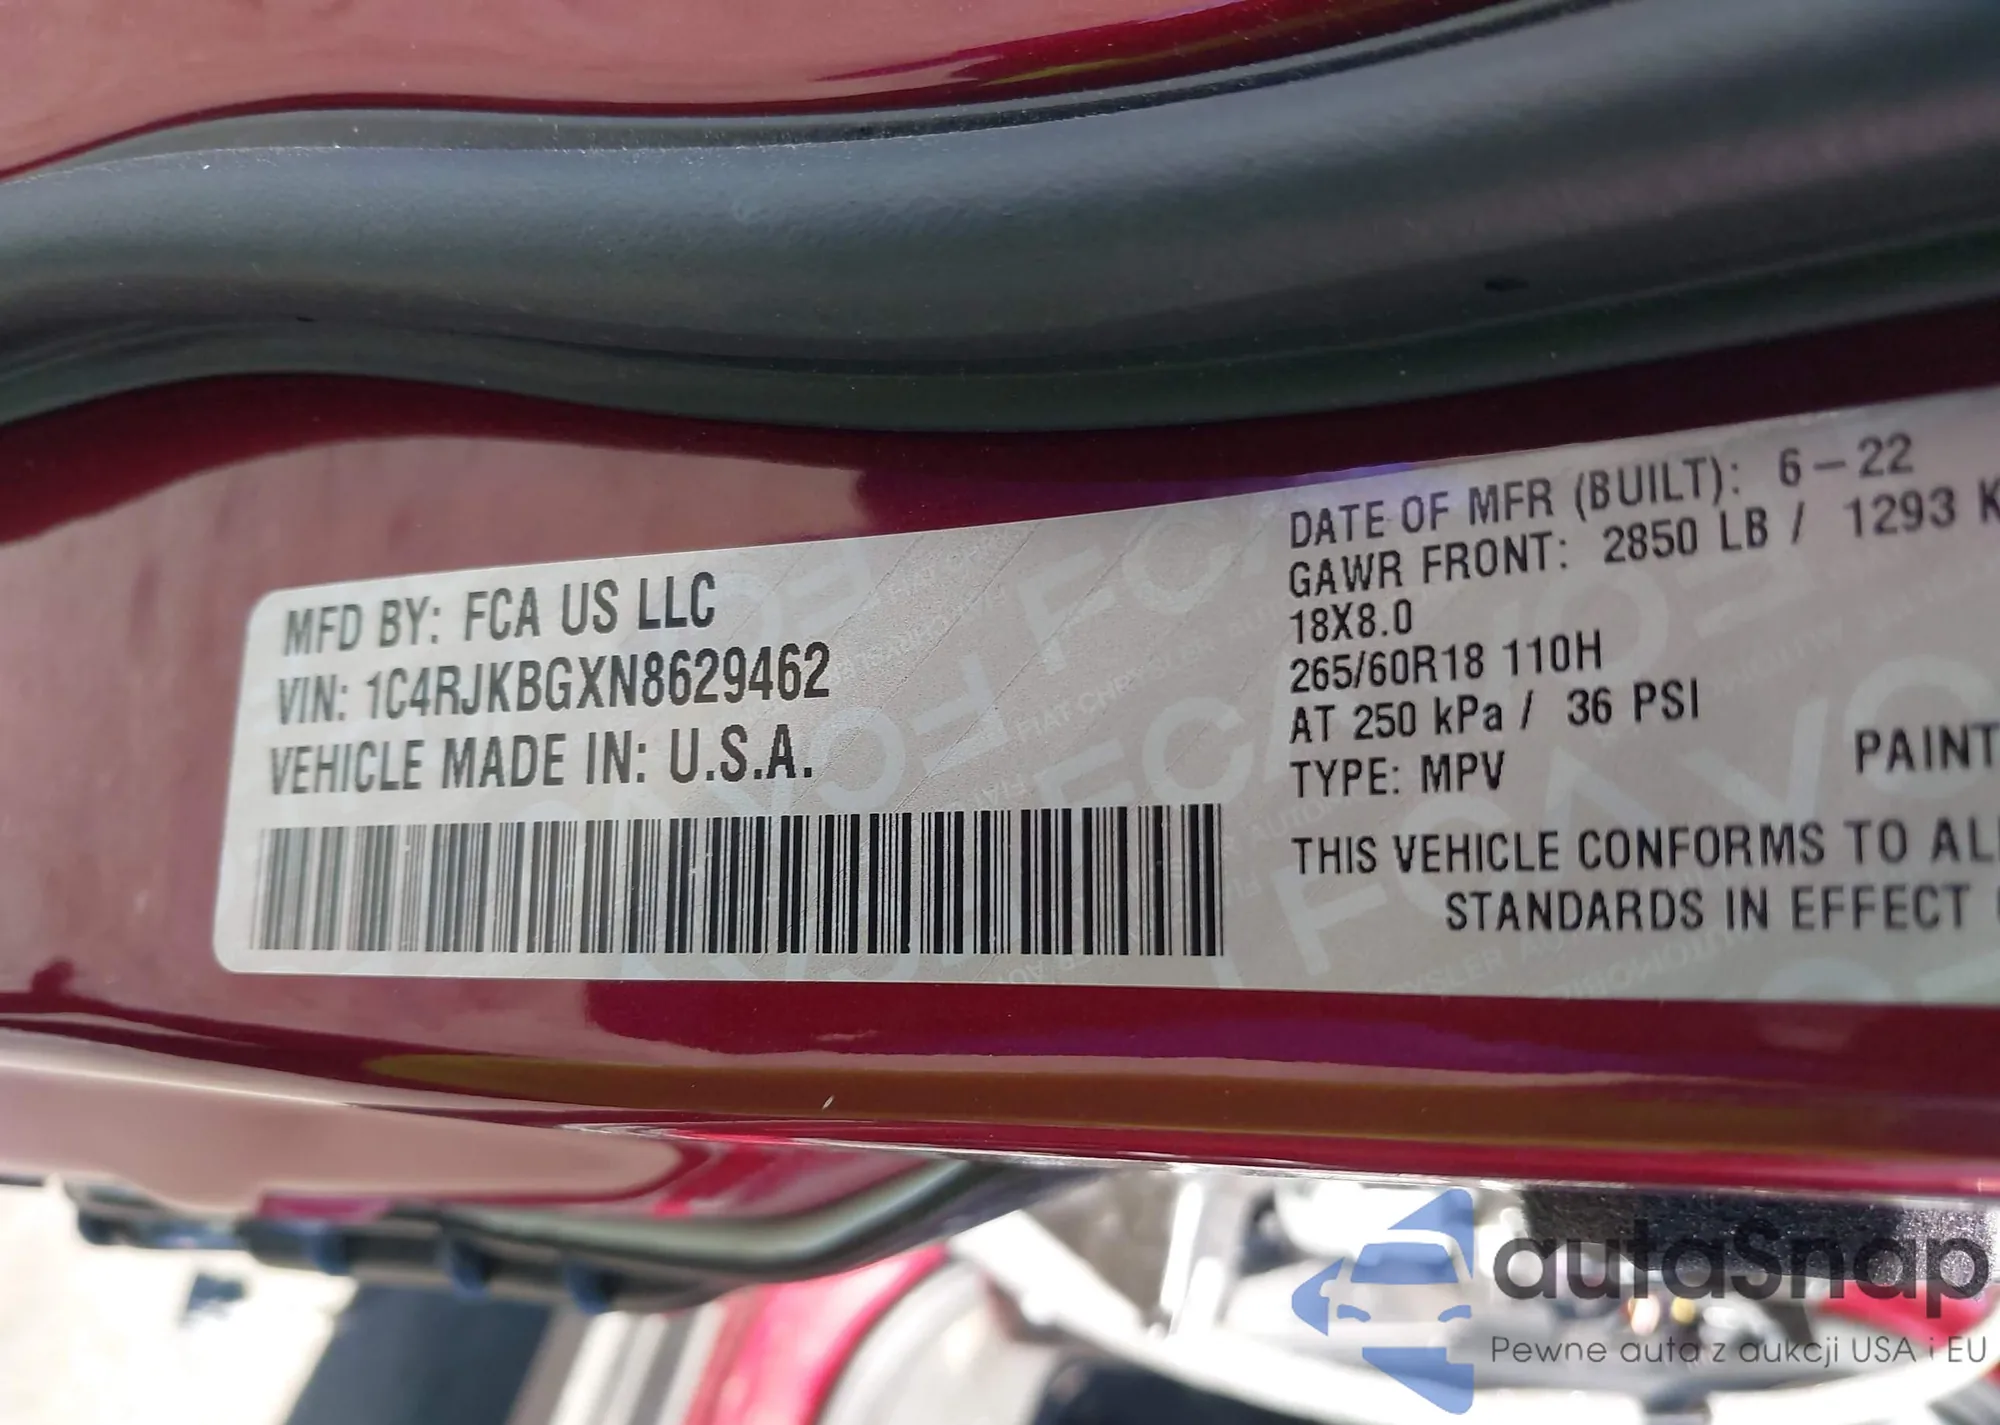 MFD BY: FCA US LLC
VIN: 1C4RJKBGXN8629462
VEHICLE MADE IN: U.S.A.
DATE OF MFR (BUILT): 6-22
GAWR FRONT: 2850 LB / 1293 K
18X8.0
265/60R18 110H
AT 250 kPa / 36 PSI
TYPE: MPV
PAINT
THIS VEHICLE CONFORMS TO AL
STANDARDS IN EFFECT
autaSnap
Pewne auta z aukcji USA i EU